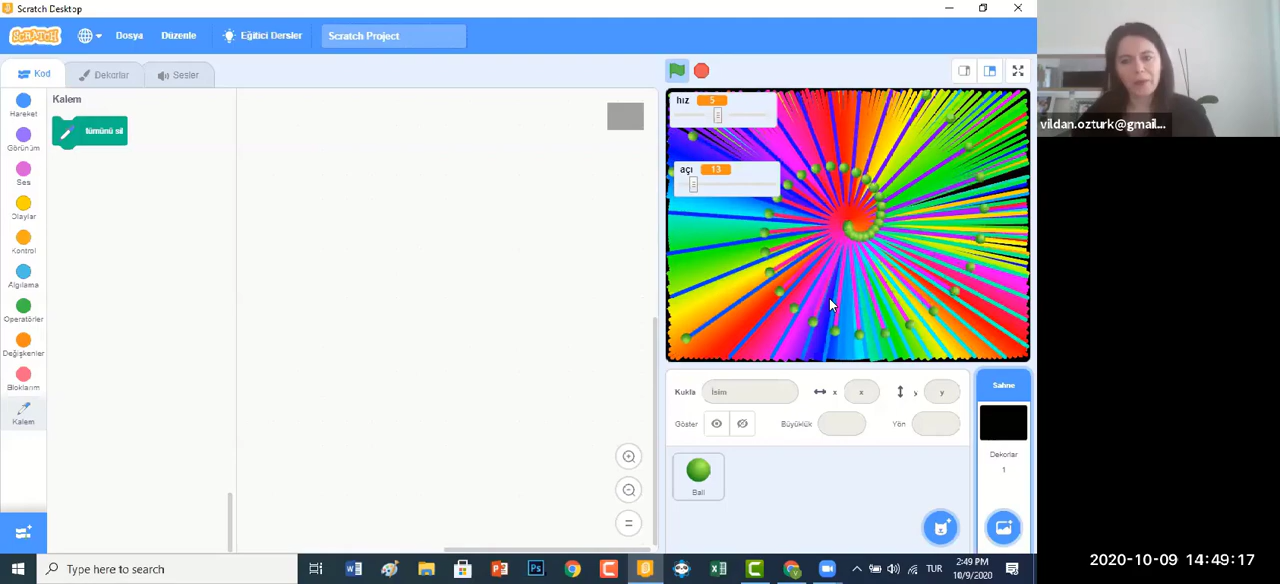 Scratch Desktop
SCRATCH
Dosya
Düzenle
Eğitici Dersler
Scratch Project
Kod
Dekorlar
Sesler
Hareket
Görünüm
Ses
Olaylar
Kontrol
Algılama
Operatörler
Değişkenler
Bloklarım
Kalem
Kalem
tümünü sil
hız 5
açı 13
Kukla
İsim
x
x
y
y
Göster
Büyüklük
Yön
Ball
Sahne
Dekorlar
1
vildan.ozturk@gmail...
Type here to search
TUR
2:49 PM
10/9/2020
2020-10-09 14:49:17